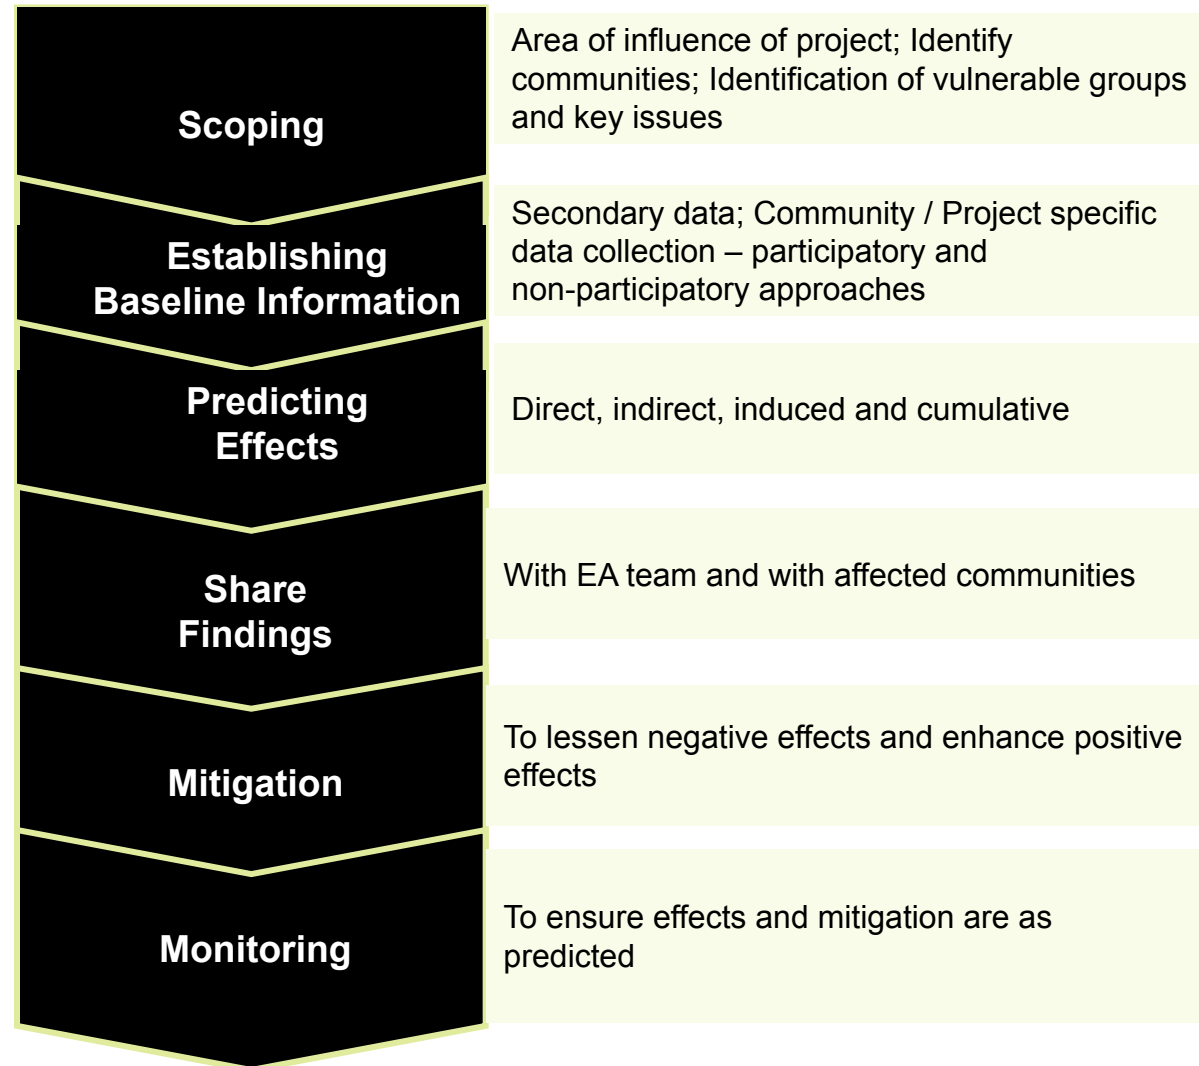 Scoping
Area of influence of project; Identify
communities; Identification of vulnerable groups
and key issues
Establishing
Baseline Information
Secondary data; Community / Project specific
data collection – participatory and
non-participatory approaches
Predicting
Effects
Direct, indirect, induced and cumulative
Share
Findings
With EA team and with affected communities
Mitigation
To lessen negative effects and enhance positive
effects
Monitoring
To ensure effects and mitigation are as
predicted